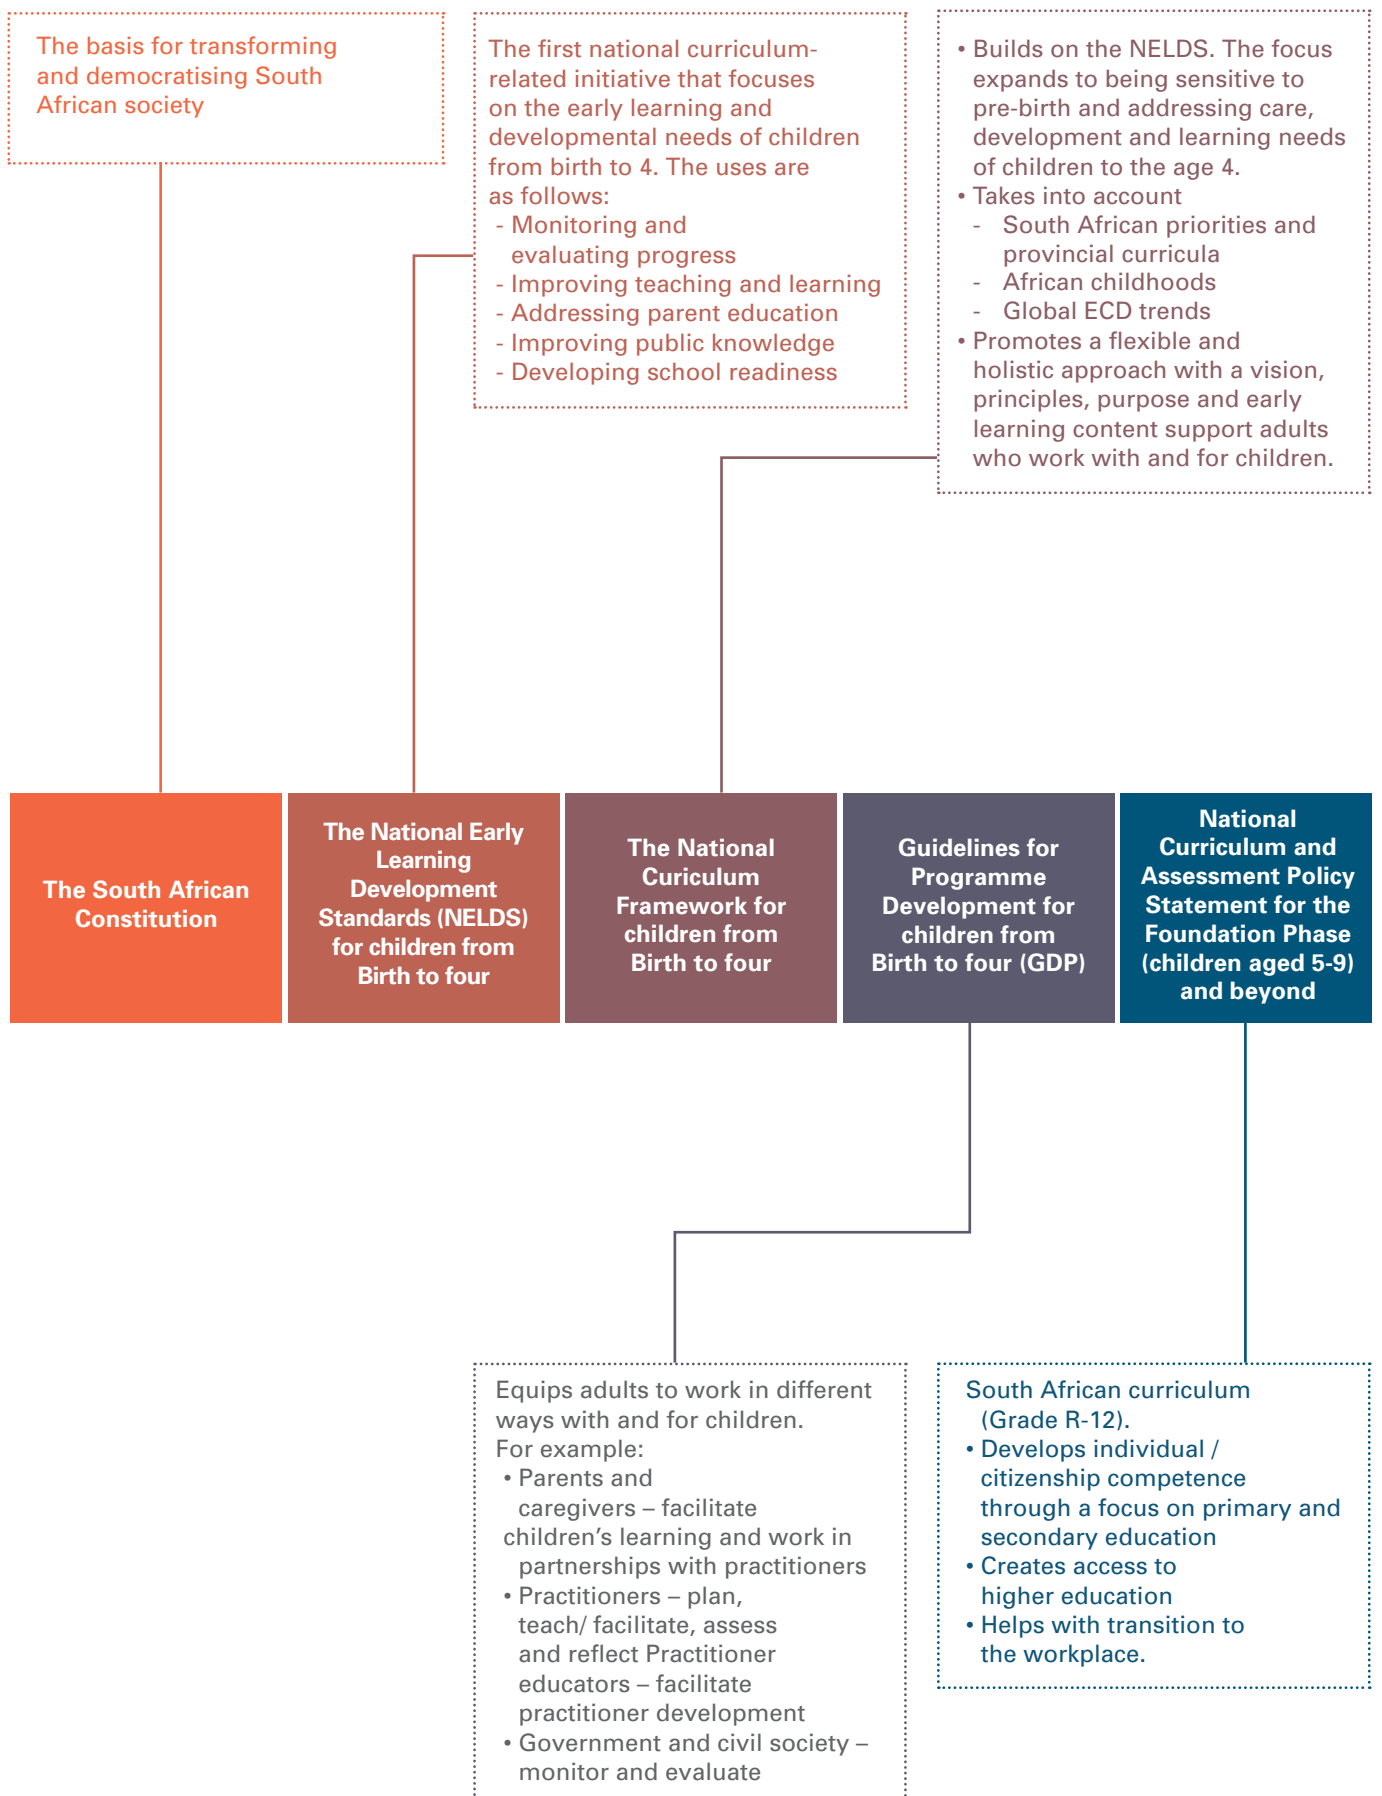 The basis for transforming
and democratising South
African society
The first national curriculum-
related initiative that focuses
on the early learning and
developmental needs of children
from birth to 4. The uses are
as follows:
- Monitoring and
evaluating progress
- Improving teaching and learning
- Addressing parent education
- Improving public knowledge
- Developing school readiness
• Builds on the NELDS. The focus
expands to being sensitive to
pre-birth and addressing care,
development and learning needs
of children to the age 4.
• Takes into account
- South African priorities and
provincial curricula
- African childhoods
- Global ECD trends
• Promotes a flexible and
holistic approach with a vision,
principles, purpose and early
learning content support adults
who work with and for children.
The South African
Constitution
The National Early
Learning
Development
Standards (NELDS)
for children from
Birth to four
The National
Curiculum
Framework for
children from
Birth to four
Guidelines for
Programme
Development for
children from
Birth to four (GDP)
National
Curriculum and
Assessment Policy
Statement for the
Foundation Phase
(children aged 5-9)
and beyond
Equips adults to work in different
ways with and for children.
For example:
• Parents and
caregivers – facilitate
children’s learning and work in
partnerships with practitioners
• Practitioners – plan,
teach/ facilitate, assess
and reflect Practitioner
educators – facilitate
practitioner development
• Government and civil society –
monitor and evaluate
South African curriculum
(Grade R-12).
• Develops individual /
citizenship competence
through a focus on primary and
secondary education
• Creates access to
higher education
• Helps with transition to
the workplace.